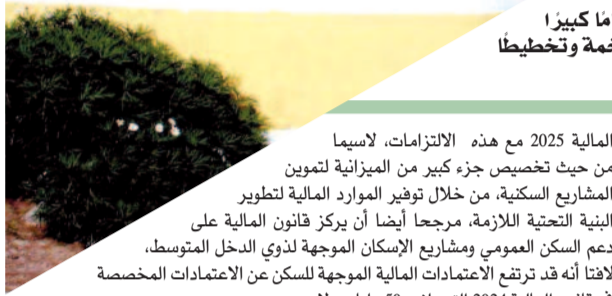 مًا كبيرًا
خمة وتخطيطًا
المالية 2025 مع هذه الالتزامات، لاسيما
من حيث تخصيص جزء كبير من الميزانية لتموين
المشاريع السكنية، من خلال توفير الموارد المالية لتطوير
البنية التحتية اللازمة، مرجحا أيضا أن يركز قانون المالية على
دعم السكن العمومي ومشاريع الإسكان الموجهة لذوي الدخل المتوسط،
لافتا أنه قد ترتفع الاعتمادات المالية الموجهة للسكن عن الاعتمادات المخصصة